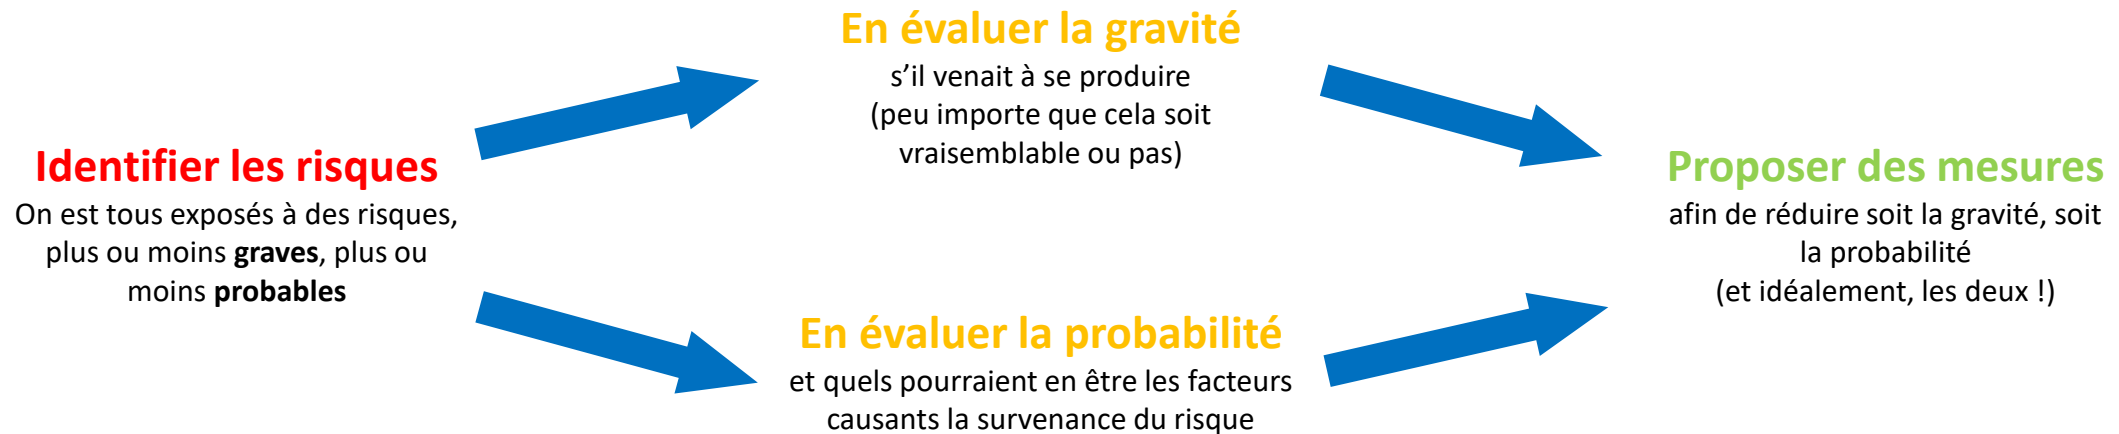 Identifier les risques
On est tous exposés à des risques,
plus ou moins graves, plus ou
moins probables
En évaluer la gravité
s’il venait à se produire
(peu importe que cela soit
vraisemblable ou pas)
En évaluer la probabilité
et quels pourraient en être les facteurs
causants la survenance du risque
Proposer des mesures
afin de réduire soit la gravité, soit
la probabilité
(et idéalement, les deux !)